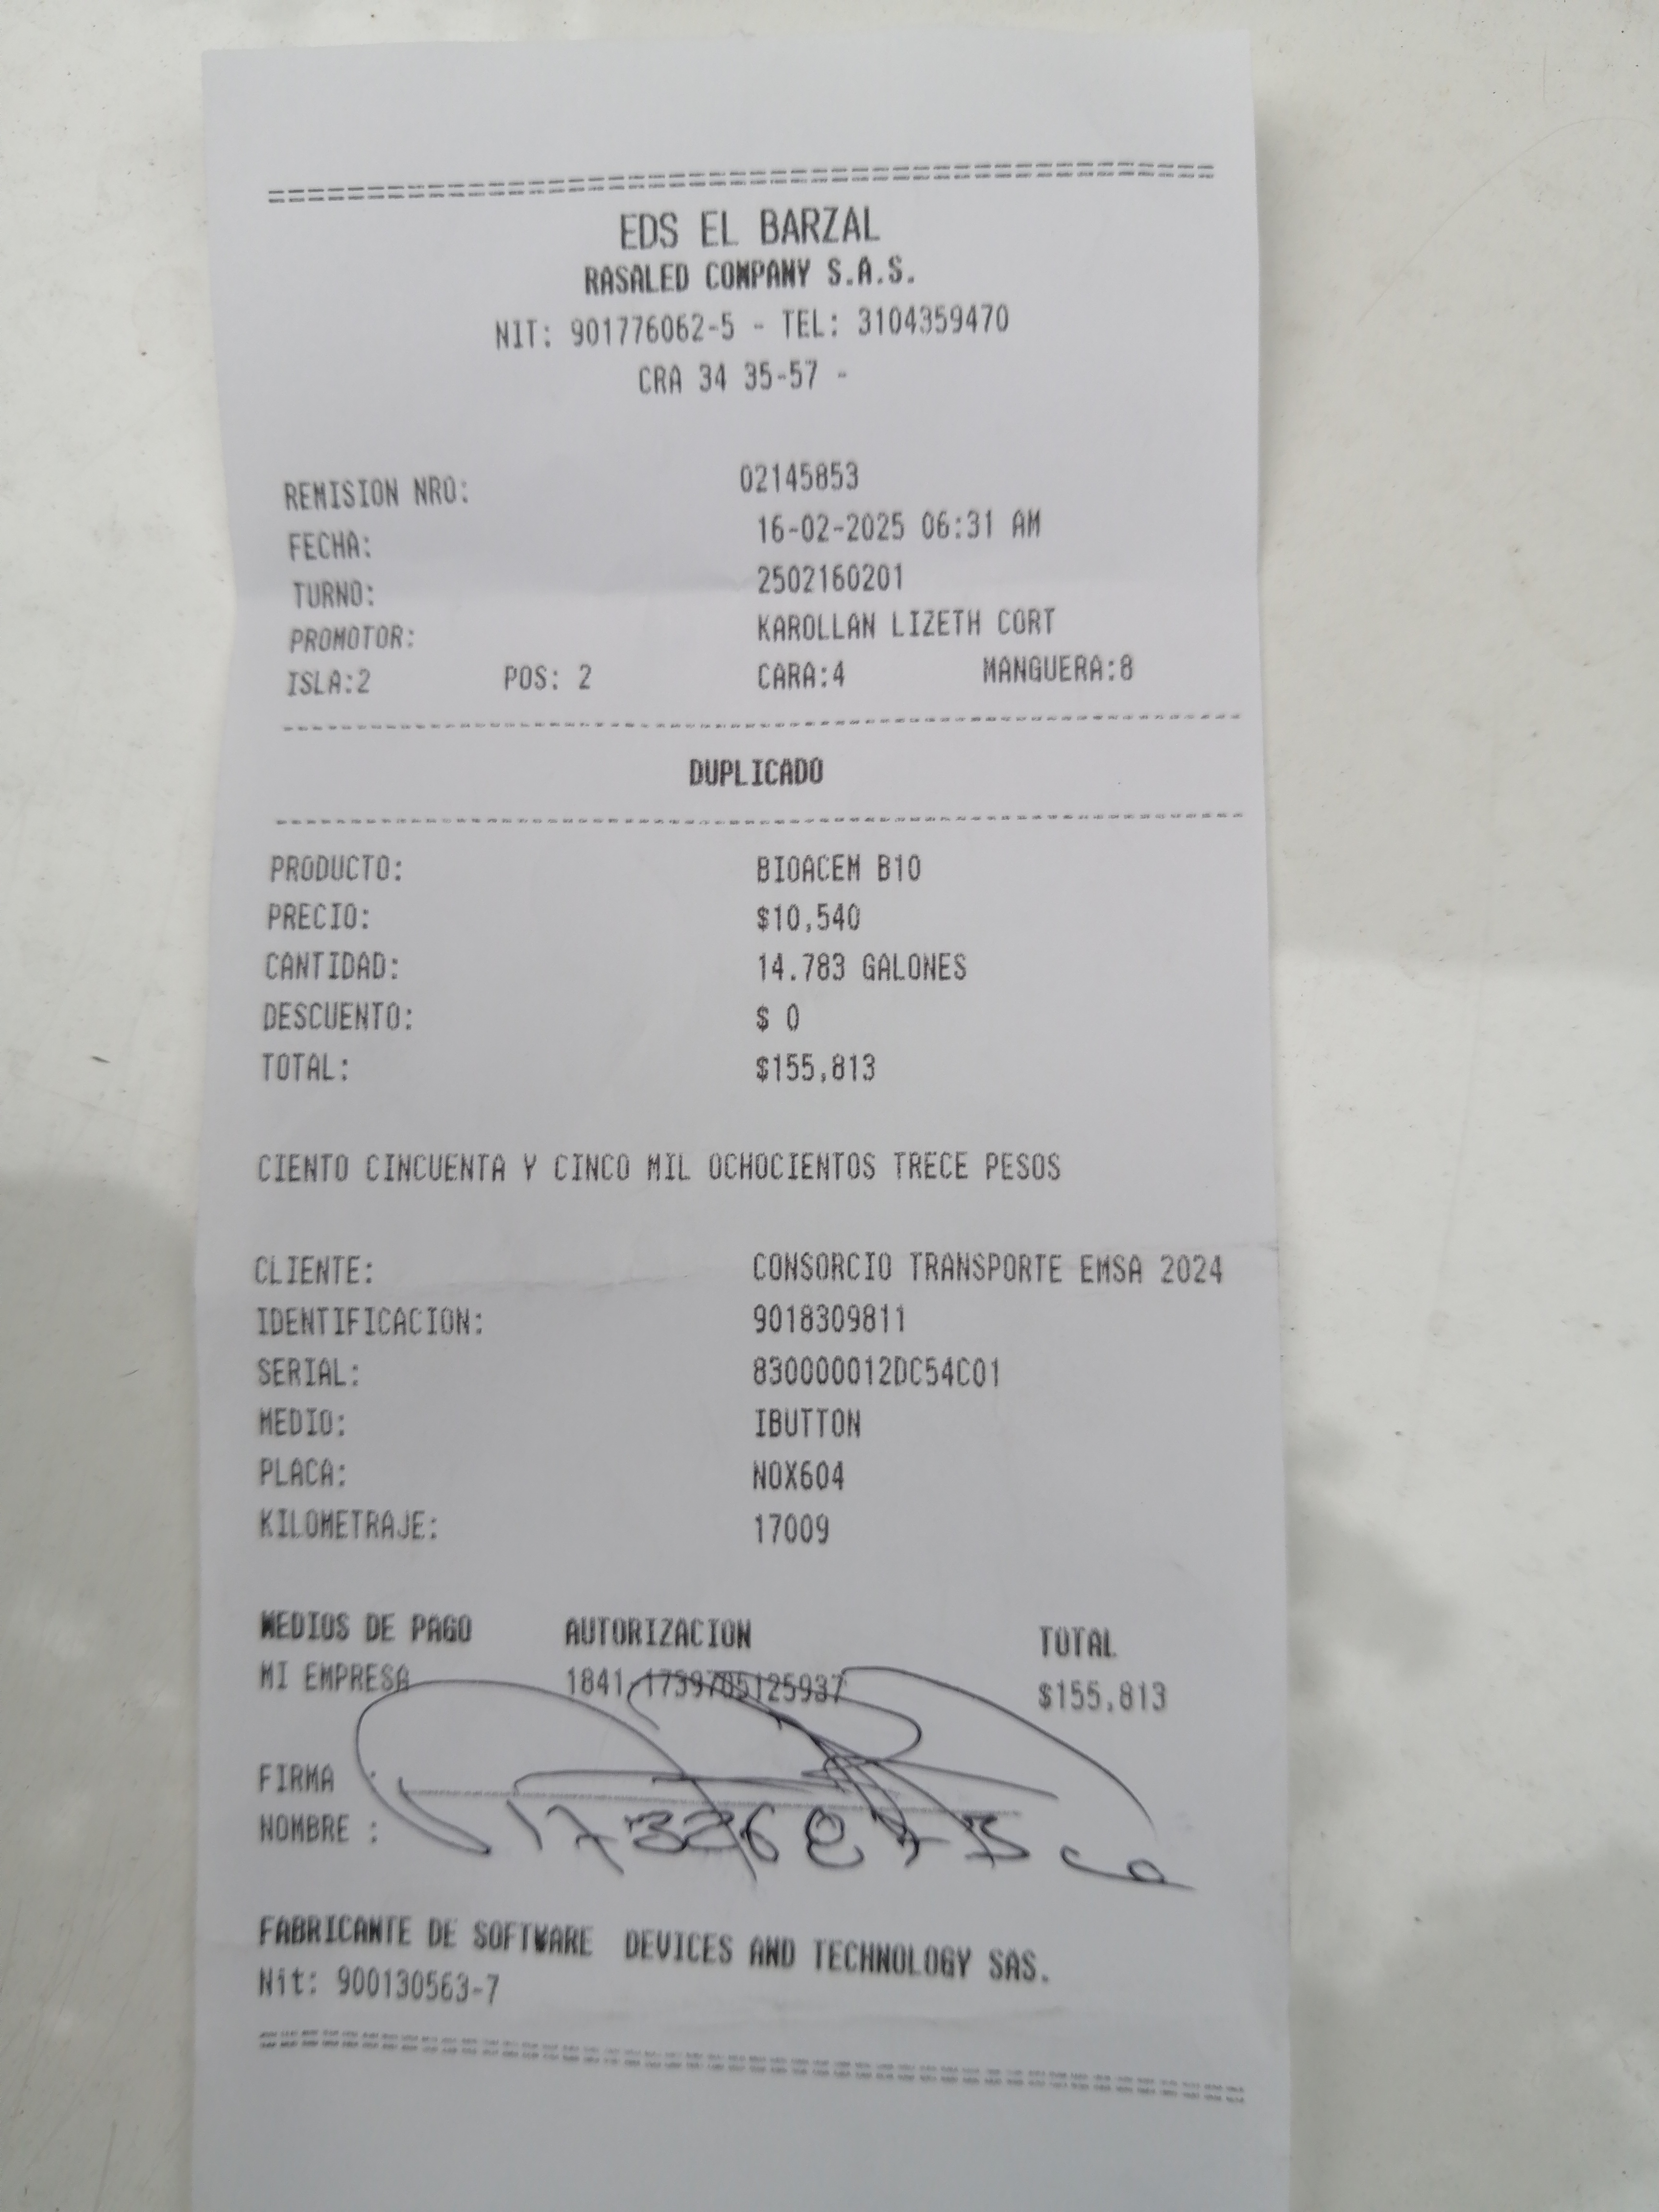 EDS EL BARZAL
RASALED COMPANY S.A.S.
NIT: 901776062-5 - TEL: 3104359470
CRA 34 35-57 -
REMISION NRO: 02145853
FECHA: 16-02-2025 06:31 AM
TURNO: 2502160201
PROMOTOR: KAROLLAN LIZETH CORT
ISLA:2 POS: 2 CARA:4 MANGUERA:8
DUPLICADO
PRODUCTO: BIOACEM B10
PRECIO: $10,540
CANTIDAD: 14.783 GALONES
DESCUENTO: $ 0
TOTAL: $155,813
CIENTO CINCUENTA Y CINCO MIL OCHOCIENTOS TRECE PESOS
CLIENTE: CONSORCIO TRANSPORTE EMSA 2024
IDENTIFICACION: 9018309811
SERIAL: 830000012DC54C01
MEDIO: IBUTTON
PLACA: NOX604
KILOMETRAJE: 17009
MEDIOS DE PAGO AUTORIZACION TOTAL
MI EMPRESA $155,813
FIRMA :
NOMBRE :
FABRICANTE DE SOFTWARE DEVICES AND TECHNOLOGY SAS.
Nit: 900130563-7